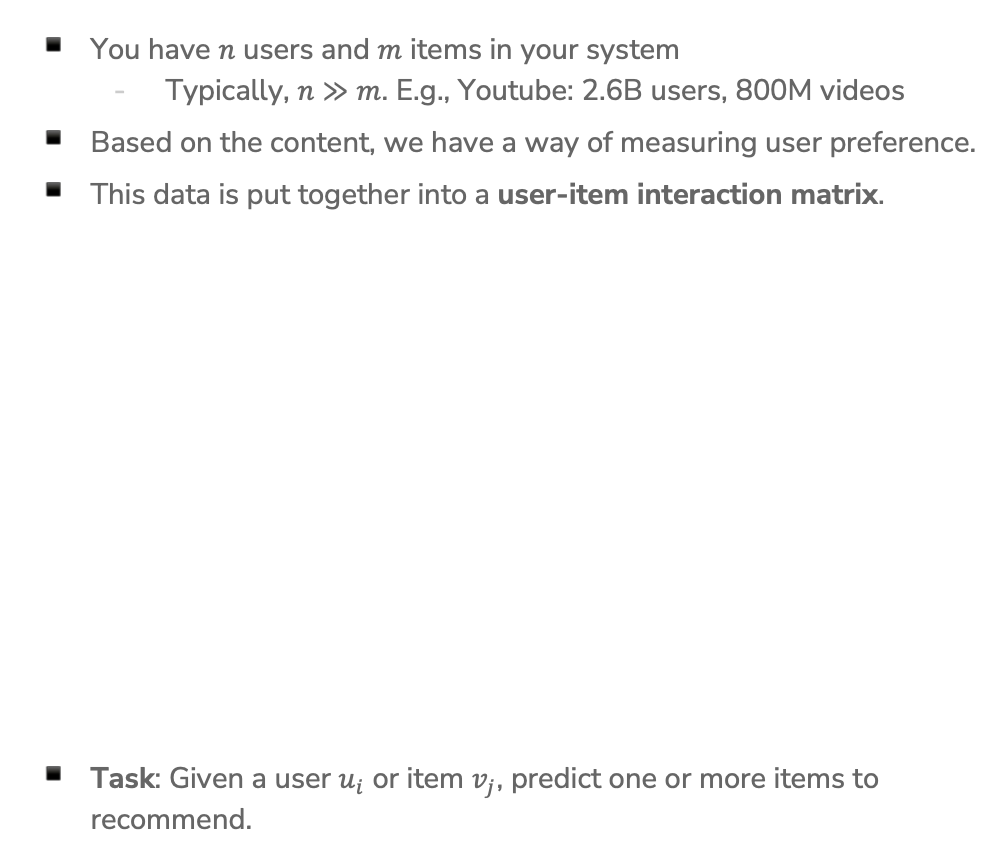 ▪ You have n users and m items in your system
- Typically, n ≫ m. E.g., Youtube: 2.6B users, 800M videos
▪ Based on the content, we have a way of measuring user preference.
▪ This data is put together into a user-item interaction matrix.
▪ Task: Given a user uᵢ or item vⱼ, predict one or more items to
recommend.